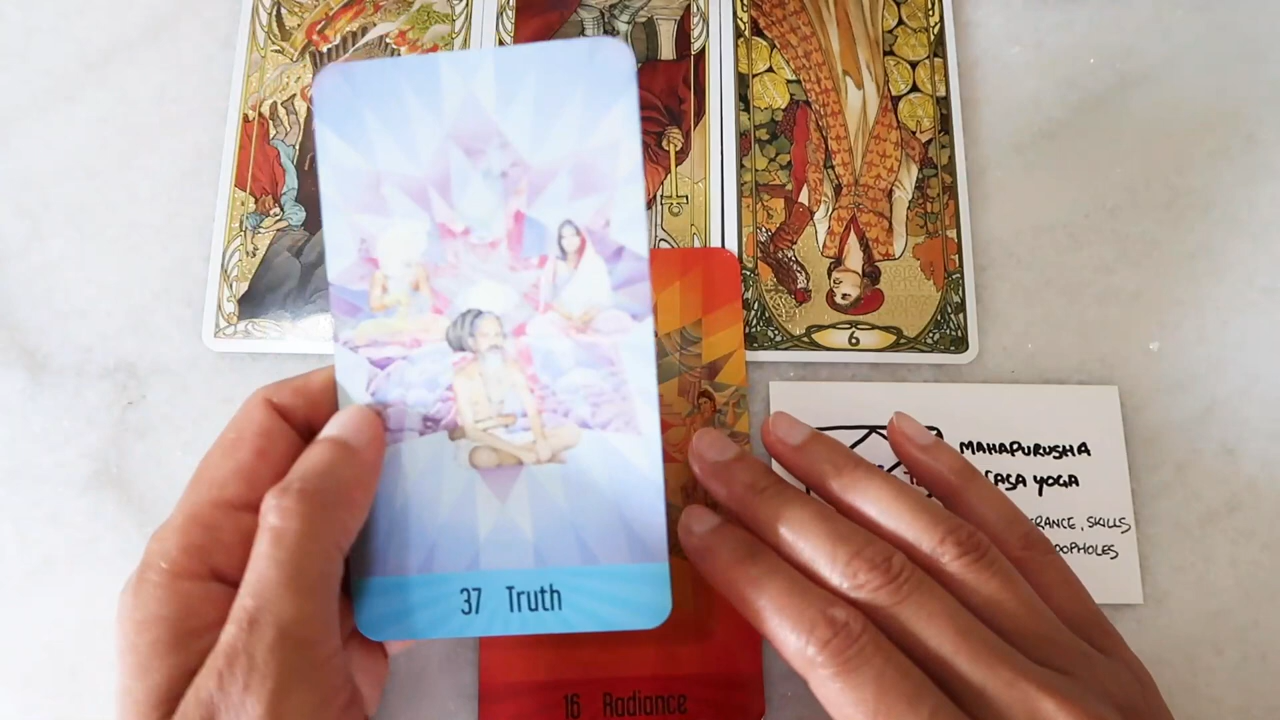 6
MAHAPURUSHA
SASA YOGA
RANCE, SKILLS
OOPHOLES
37 Truth
16 Radiance